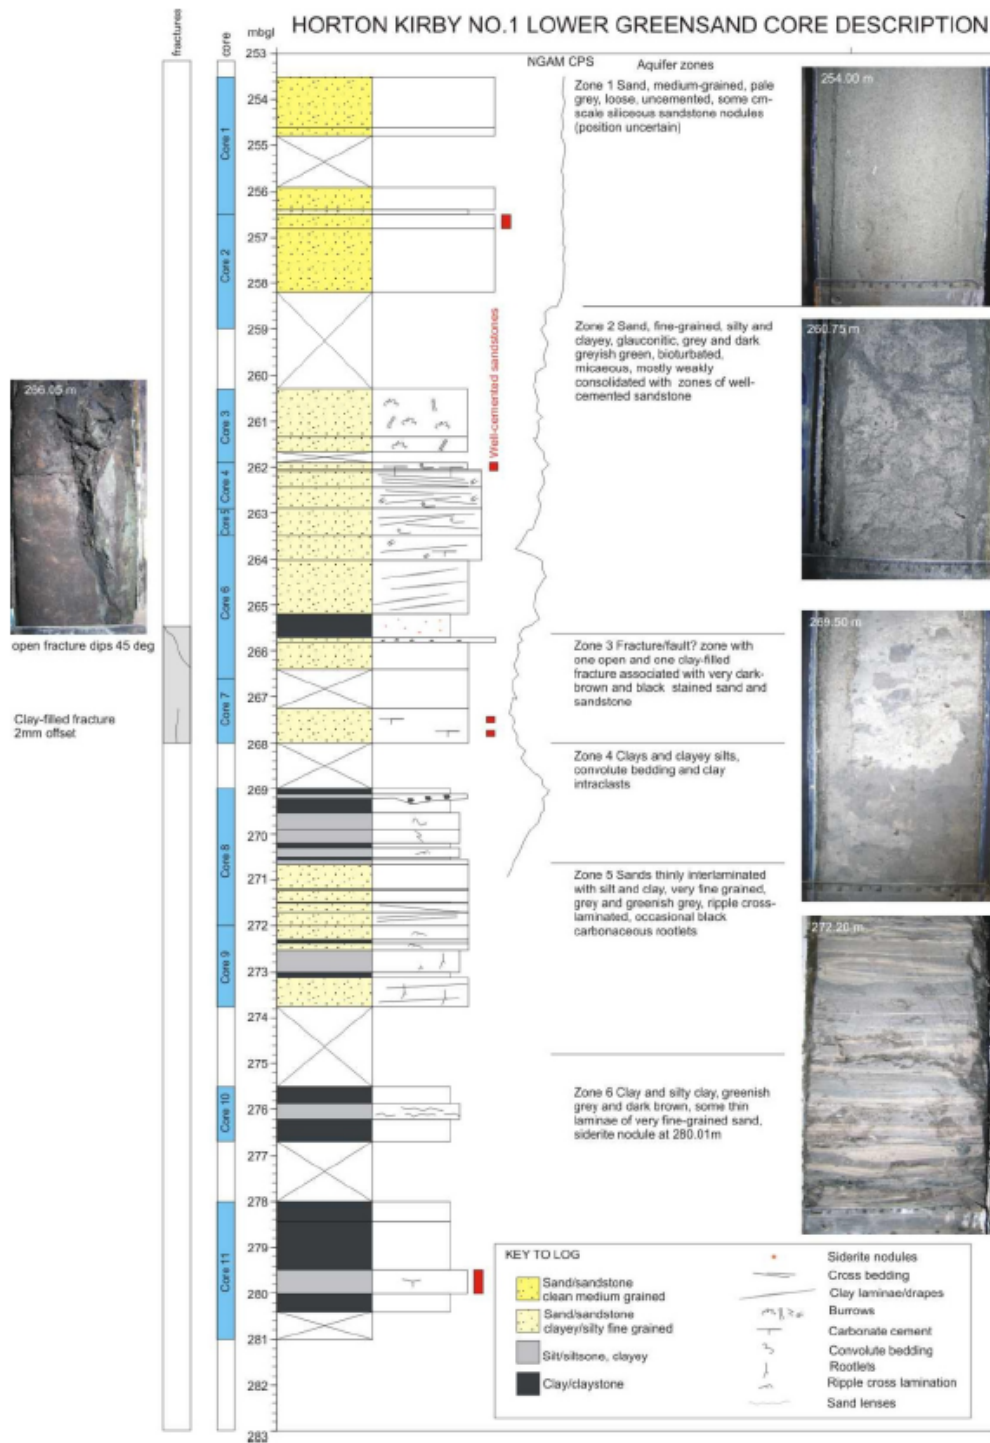 HORTON KIRBY NO.1 LOWER GREENSAND CORE DESCRIPTION
fractures
core
mbgl
NGAM CPS
Aquifer zones
253
254
255
256
257
258
259
260
261
262
263
264
265
266
267
268
269
270
271
272
273
274
275
276
277
278
279
280
281
282
283
Core 1
Core 2
Core 3
Core 4
Core 5
Core 6
Core 7
Core 8
Core 9
Core 10
Core 11
Well-cemented sandstones
Zone 1 Sand, medium-grained, pale
grey, loose, uncemented, some cm-
scale siliceous sandstone nodules
(position uncertain)
254.00 m
Zone 2 Sand, fine-grained, silty and
clayey, glauconitic, grey and dark
greyish green, bioturbated,
micaeous, mostly weakly
consolidated with zones of well-
cemented sandstone
260.75 m
266.05 m
open fracture dips 45 deg
Clay-filled fracture
2mm offset
Zone 3 Fracture/fault? zone with
one open and one clay-filled
fracture associated with very dark-
brown and black stained sand and
sandstone
269.50 m
Zone 4 Clays and clayey silts,
convolute bedding and clay
intraclasts
Zone 5 Sands thinly interlaminated
with silt and clay, very fine grained,
grey and greenish grey, ripple cross-
laminated, occasional black
carbonaceous rootlets
272.20 m
Zone 6 Clay and silty clay, greenish
grey and dark brown, some thin
laminae of very fine-grained sand,
siderite nodule at 280.01m
KEY TO LOG
Sand/sandstone
clean medium grained
Sand/sandstone
clayey/silty fine grained
Silt/siltsone, clayey
Clay/claystone
Siderite nodules
Cross bedding
Clay laminae/drapes
Burrows
Carbonate cement
Convolute bedding
Rootlets
Ripple cross lamination
Sand lenses